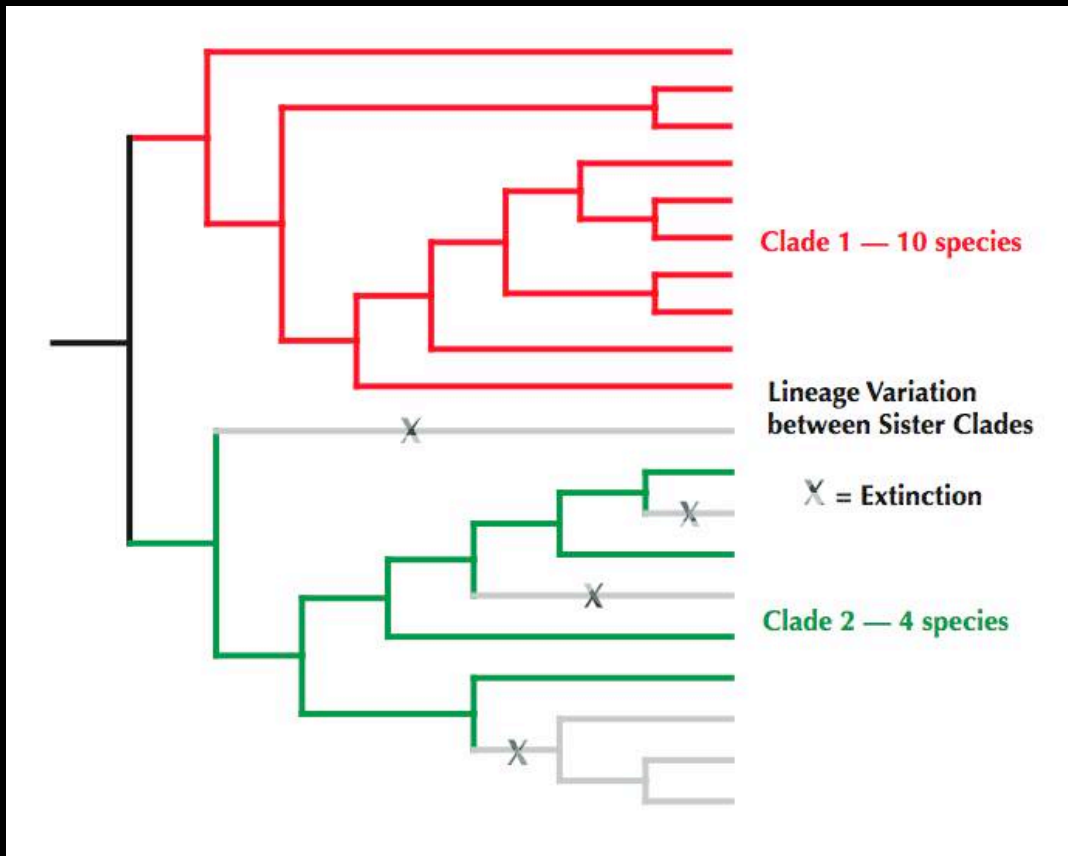 Clade 1 — 10 species
Lineage Variation
between Sister Clades
X = Extinction
Clade 2 — 4 species